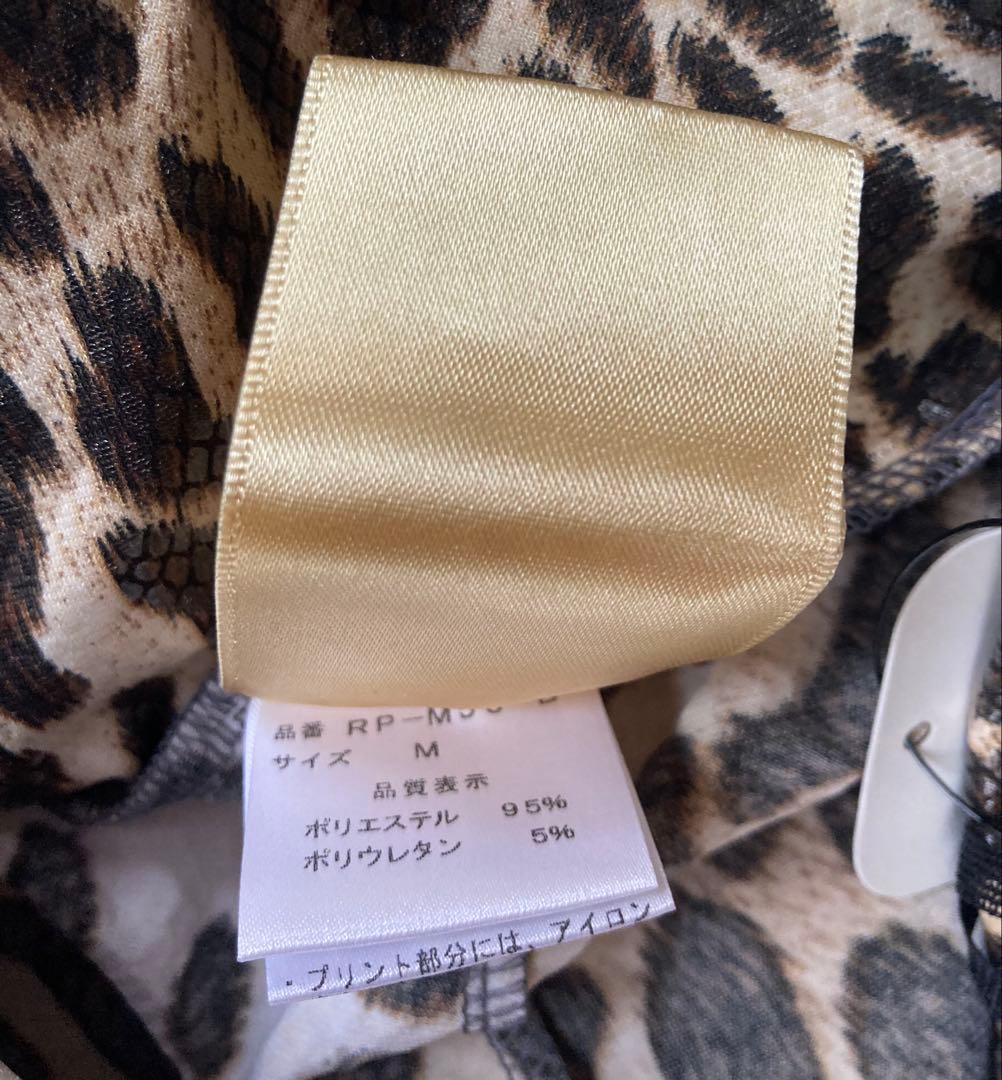 品番
サイズ M
品質表示
ポリエステル 95%
ポリウレタン 5%
・プリント部分には、アイロン